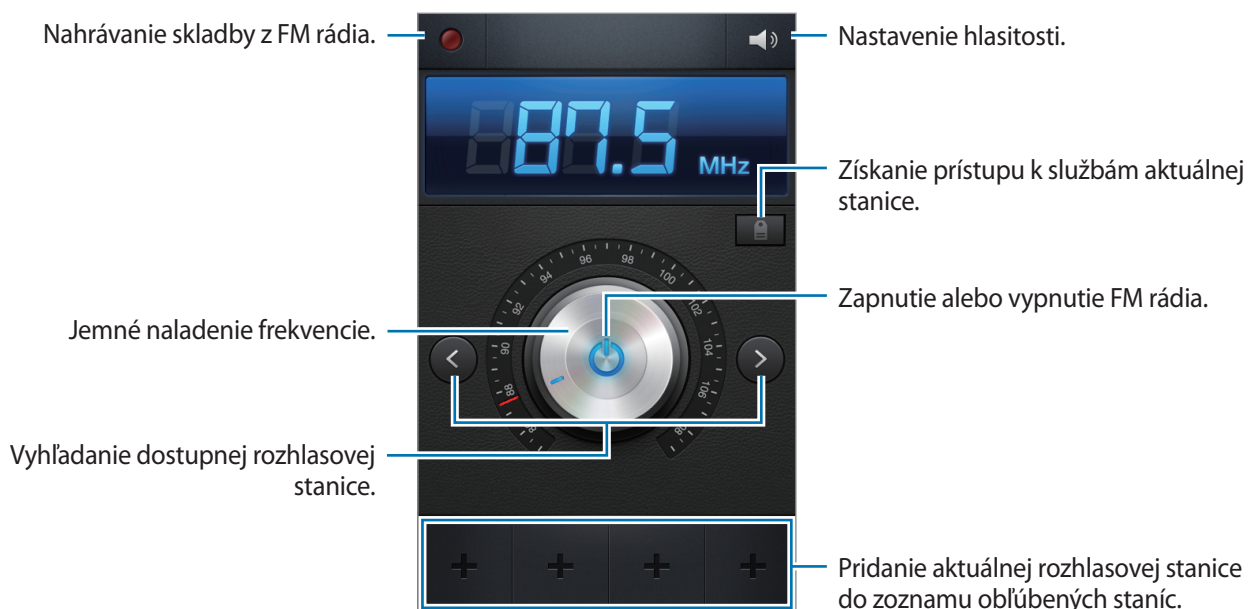 Nahrávanie skladby z FM rádia.
Nastavenie hlasitosti.
87.5 MHz
Získanie prístupu k službám aktuálnej
stanice.
94 96 98 100
92 102
Zapnutie alebo vypnutie FM rádia.
Jemné naladenie frekvencie.
90 104
88 106
Vyhľadanie dostupnej rozhlasovej
stanice.
Pridanie aktuálnej rozhlasovej stanice
do zoznamu obľúbených staníc.